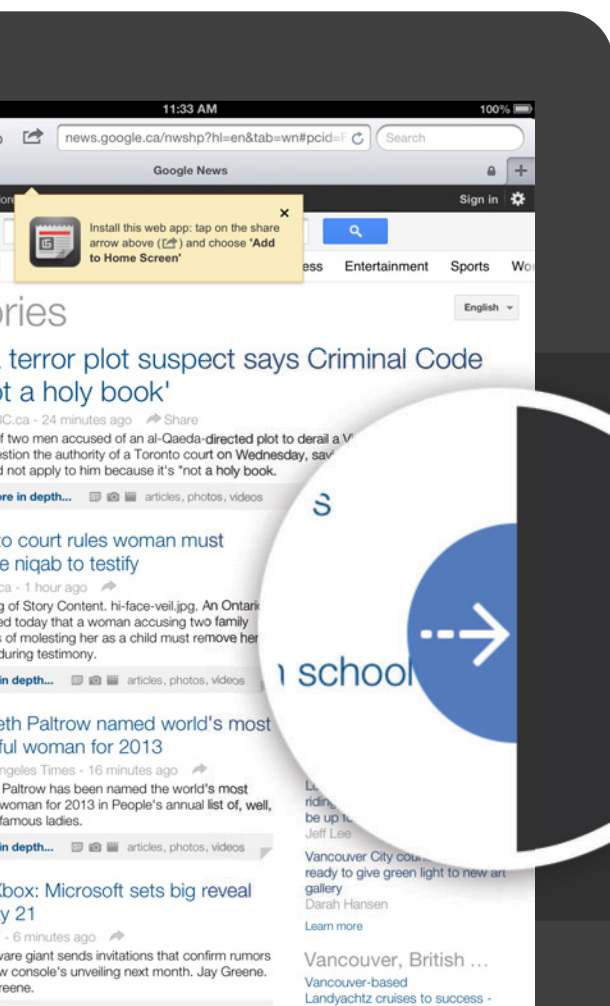 11:33 AM
100%
news.google.ca/nwshp?hl=en&tab=wn#pcid=F
Search
Google News
Sign in
Install this web app: tap on the share
arrow above ( ) and choose 'Add
to Home Screen'
ess Entertainment Sports Wo
ories
English
terror plot suspect says Criminal Code
ot a holy book'
BC.ca - 24 minutes ago Share
f two men accused of an al-Qaeda-directed plot to derail a V
estion the authority of a Toronto court on Wednesday, sayi
d not apply to him because it's "not a holy book.
ore in depth... articles, photos, videos
s
to court rules woman must
e niqab to testify
ca - 1 hour ago
g of Story Content. hi-face-veil.jpg. An Ontari
ed today that a woman accusing two family
s of molesting her as a child must remove her
during testimony.
in depth... articles, photos, videos
school
eth Paltrow named world's most
ful woman for 2013
ngeles Times - 16 minutes ago
Paltrow has been named the world's most
woman for 2013 in People's annual list of, well,
famous ladies.
in depth... articles, photos, videos
riding
be up to
Jeff Lee
Vancouver City coun
ready to give green light to new art
gallery
Darah Hansen
Learn more
Xbox: Microsoft sets big reveal
y 21
- 6 minutes ago
ware giant sends invitations that confirm rumors
w console's unveiling next month. Jay Greene.
reene.
Vancouver, British ...
Vancouver-based
Landyachtz cruises to success -